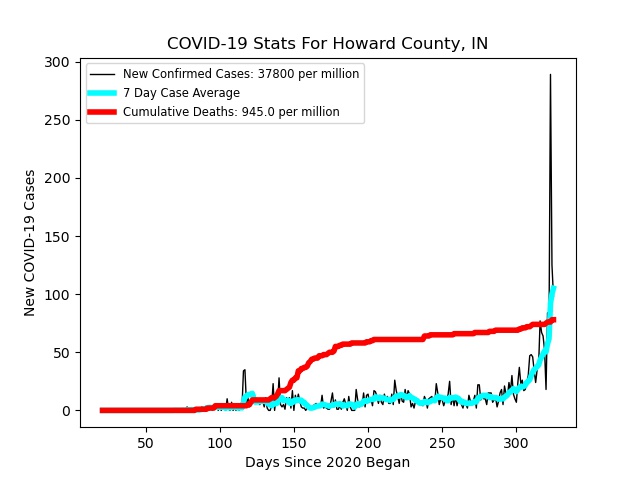 COVID-19 Stats For Howard County, IN
New Confirmed Cases: 37800 per million
7 Day Case Average
Cumulative Deaths: 945.0 per million
300
250
200
150
100
50
0
New COVID-19 Cases
50 100 150 200 250 300
Days Since 2020 Began